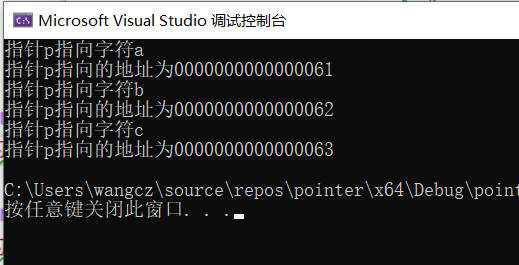 Microsoft Visual Studio 调试控制台
指针p指向字符a
指针p指向的地址为0000000000000061
指针p指向字符b
指针p指向的地址为0000000000000062
指针p指向字符c
指针p指向的地址为0000000000000063
C:\Users\wangcz\source\repos\pointer\x64\Debug\point
按任意键关闭此窗口. . .